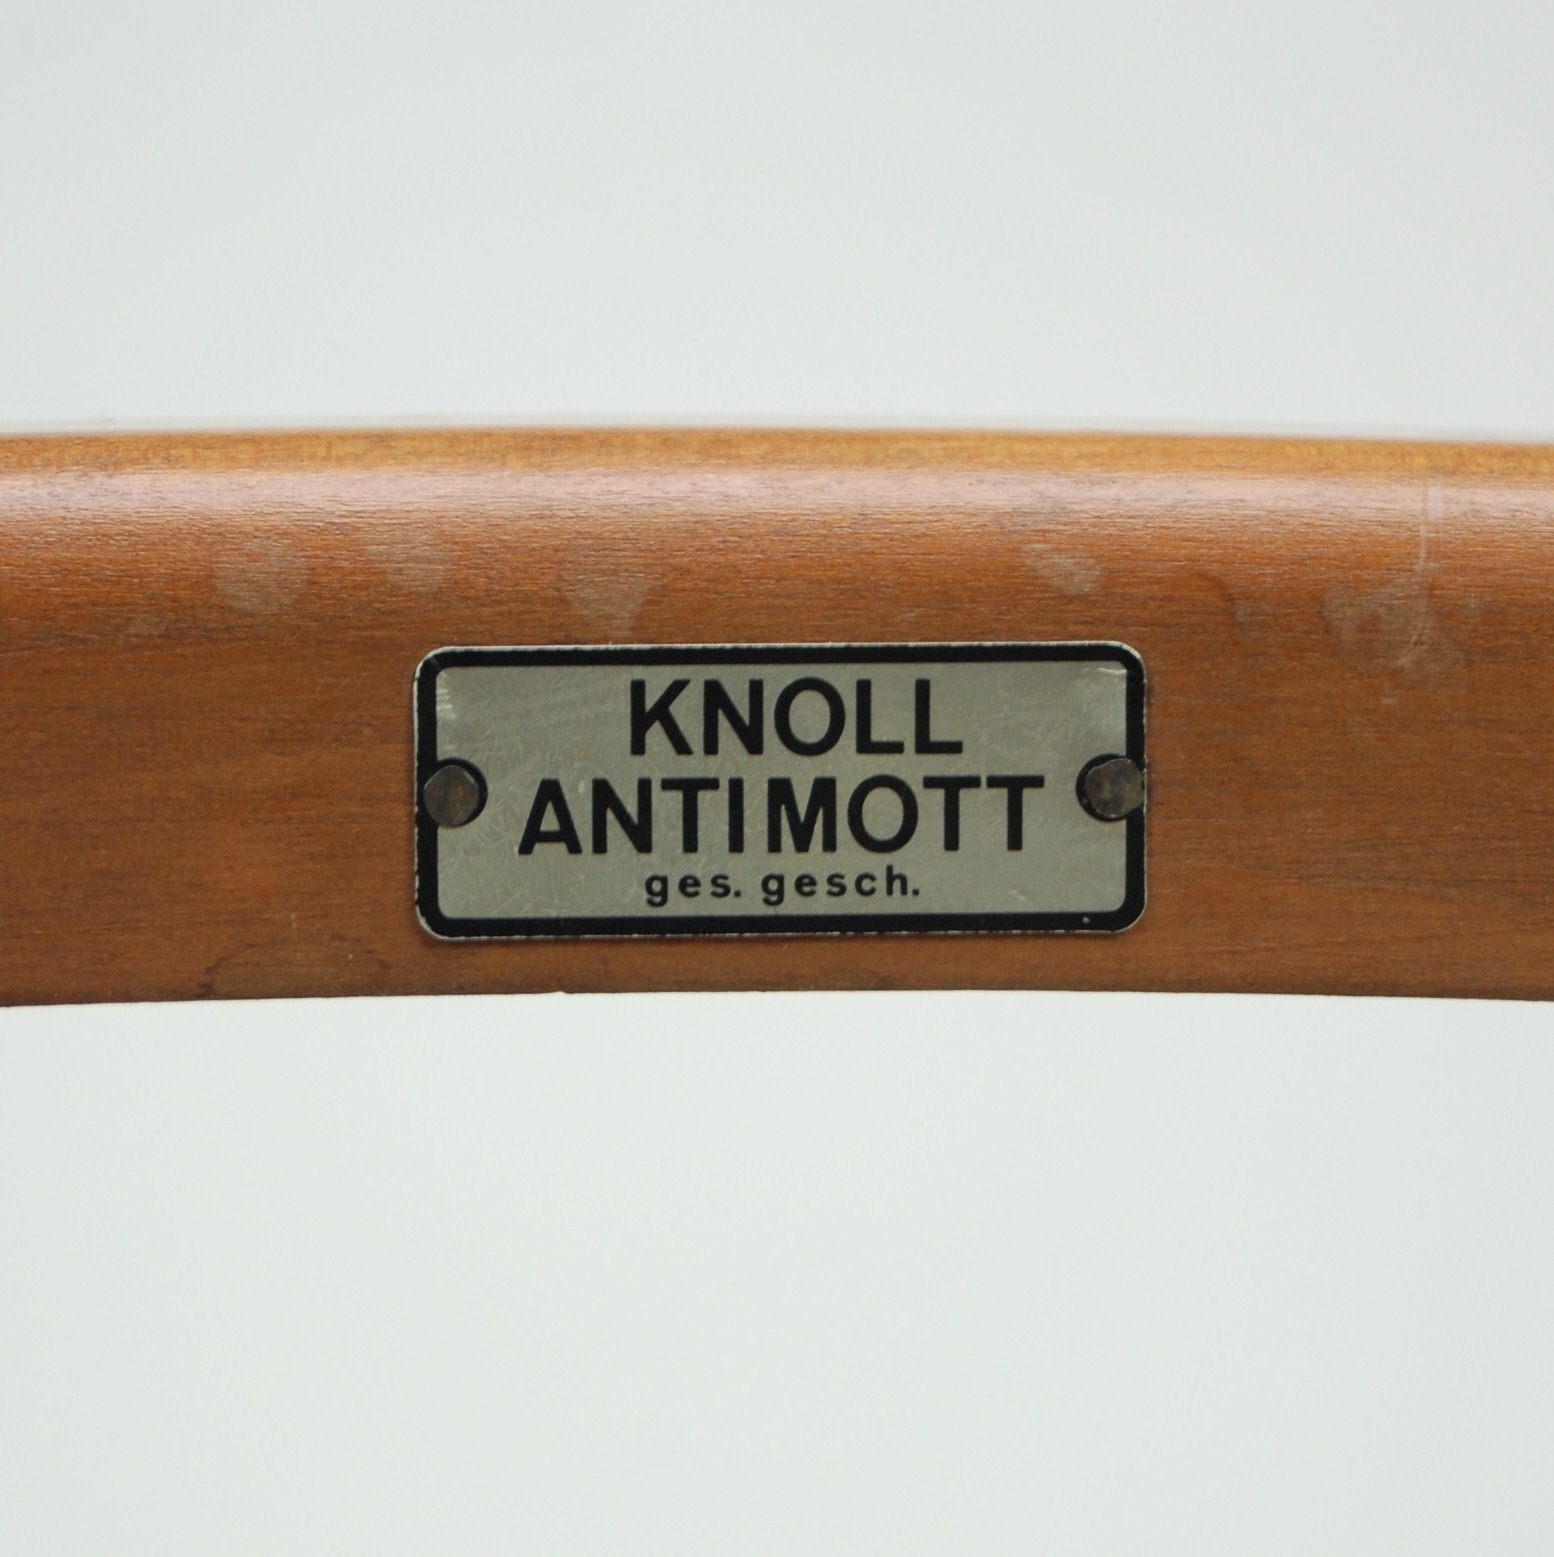 KNOLL
ANTIMOTT
ges. gesch.